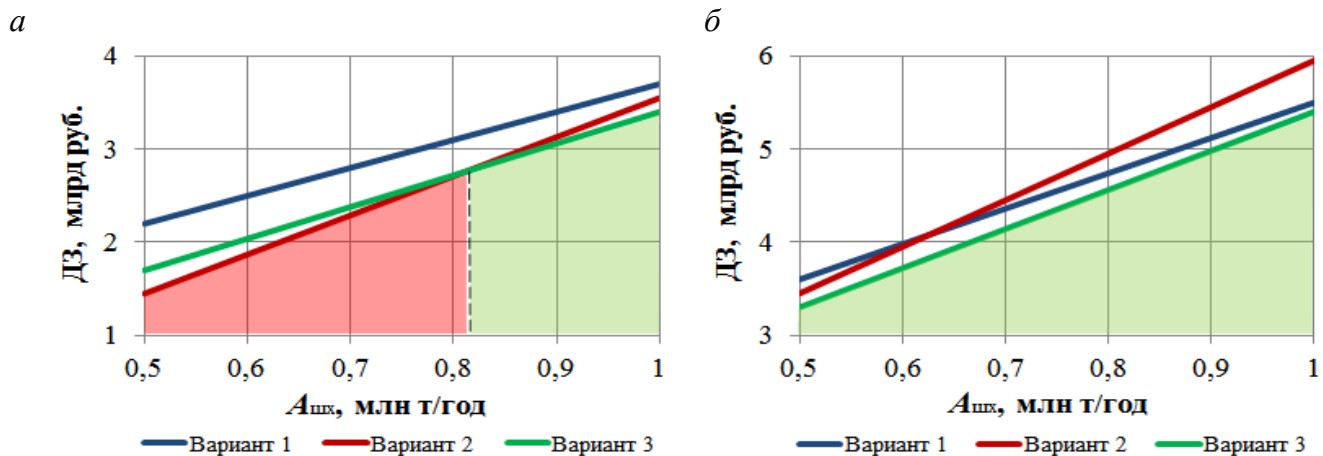 а
4
3
2
1
ДЗ, млрд руб.
0,5 0,6 0,7 0,8 0,9 1
Aшх, млн т/год
Вариант 1 Вариант 2 Вариант 3
б
6
5
4
3
ДЗ, млрд руб.
0,5 0,6 0,7 0,8 0,9 1
Aшх, млн т/год
Вариант 1 Вариант 2 Вариант 3